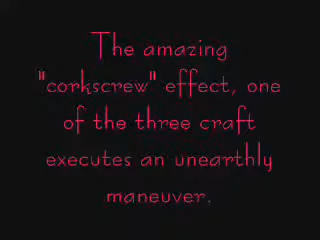 The amazing
"corkscrew" effect, one
of the three craft
executes an unearthly
maneuver.